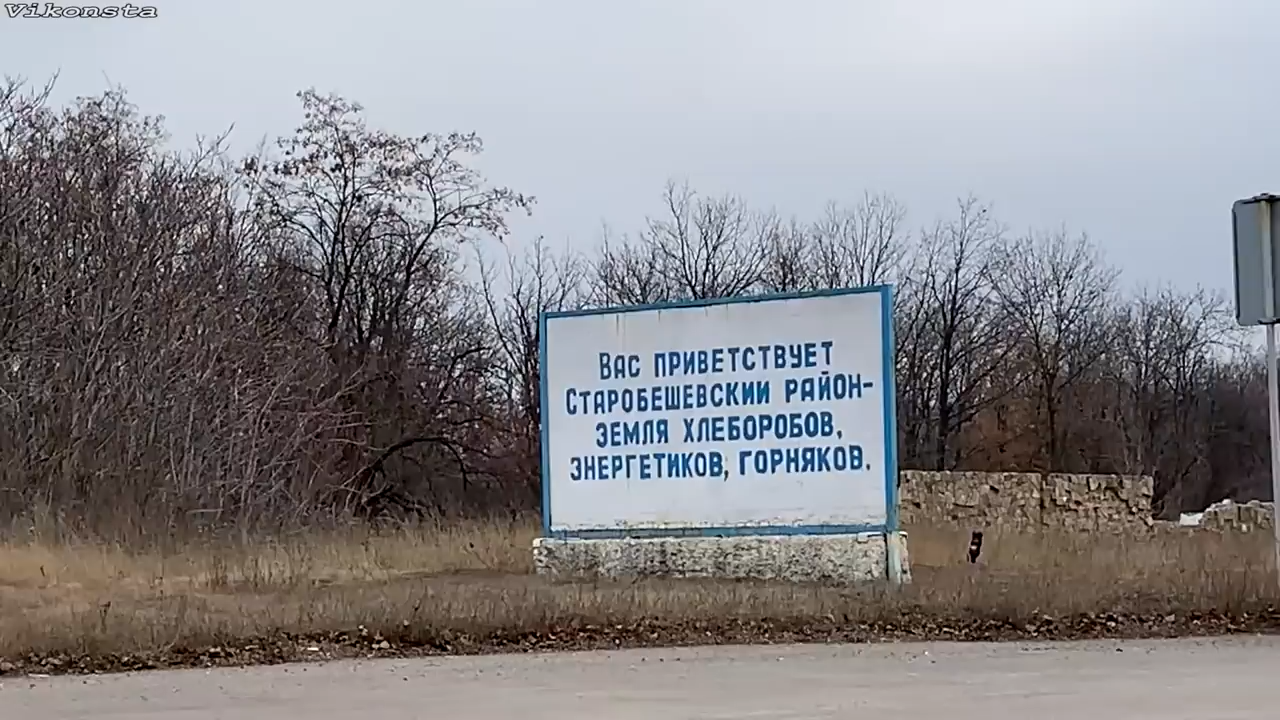 Vikonsta
Вас приветствует
Старобешевский район-
земля хлеборобов,
энергетиков, горняков.